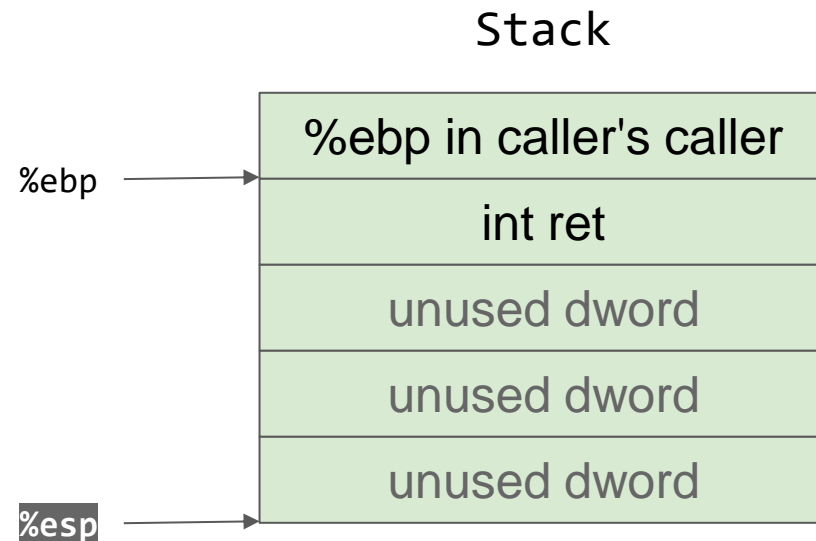 Stack
%ebp in caller's caller
%ebp
int ret
unused dword
unused dword
unused dword
%esp